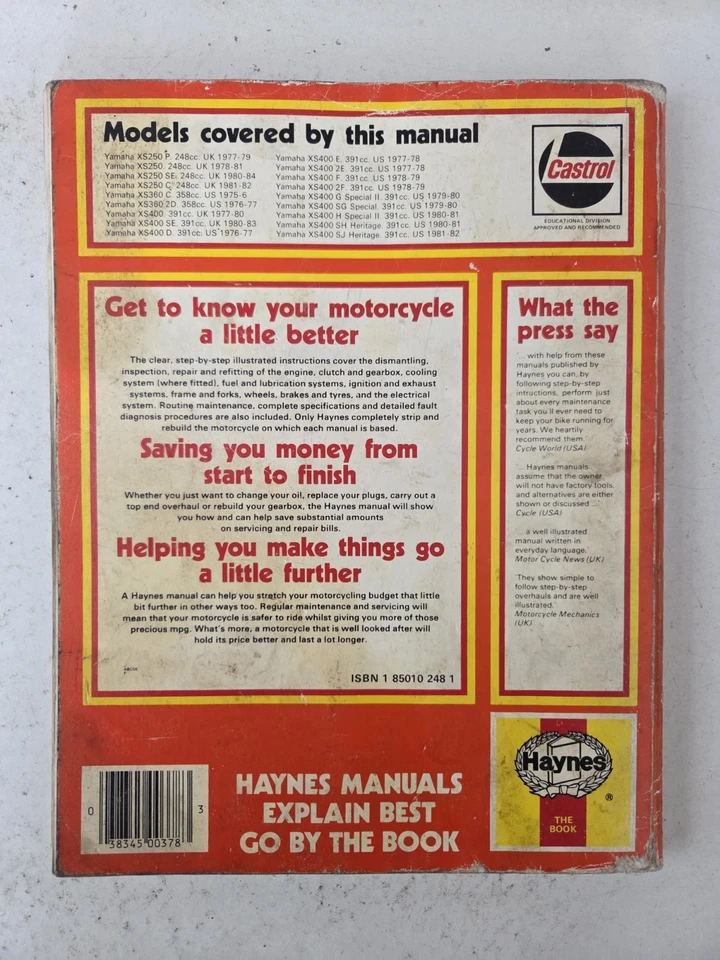 Models covered by this manual
Yamaha XS250 P. 248cc. UK 1977-79
Yamaha XS250. 248cc. UK 1978-81
Yamaha XS250 SE. 248cc. UK 1980-84
Yamaha XS250 C. 248cc. UK 1981-82
Yamaha XS360 C. 358cc. US 1975-6
Yamaha XS360 2D. 358cc. US 1976-77
Yamaha XS400. 391cc. UK 1977-80
Yamaha XS400 SE. 391cc. UK 1980-83
Yamaha XS400 D. 391cc. US 1976-77
Yamaha XS400 E. 391cc. US 1977-78
Yamaha XS400 2E. 391cc. US 1977-78
Yamaha XS400 F. 391cc. US 1978-79
Yamaha XS400 2F. 391cc. US 1978-79
Yamaha XS400 G Special II. 391cc. US 1979-80
Yamaha XS400 SG Special. 391cc. US 1979-80
Yamaha XS400 H Special II. 391cc. US 1980-81
Yamaha XS400 SH Heritage. 391cc. US 1980-81
Yamaha XS400 SJ Heritage. 391cc. US 1981-82
Castrol
EDUCATIONAL DIVISION
APPROVED AND RECOMMENDED
Get to know your motorcycle
a little better
The clear, step-by-step illustrated instructions cover the dismantling,
inspection, repair and refitting of the engine, clutch and gearbox, cooling
system (where fitted), fuel and lubrication systems, ignition and exhaust
systems, frame and forks, wheels, brakes and tyres, and the electrical
system. Routine maintenance, complete specifications and detailed fault
diagnosis procedures are also included. Only Haynes completely strip and
rebuild the motorcycle on which each manual is based.
Saving you money from
start to finish
Whether you just want to change your oil, replace your plugs, carry out a
top end overhaul or rebuild your gearbox, the Haynes manual will show
you how and can help save substantial amounts
on servicing and repair bills.
Helping you make things go
a little further
A Haynes manual can help you stretch your motorcycling budget that little
bit further in other ways too. Regular maintenance and servicing will
mean that your motorcycle is safer to ride whilst giving you more of those
precious mpg. What's more, a motorcycle that is well looked after will
hold its price better and last a lot longer.
ISBN 1 85010 248 1
What the
press say
'... with help from these
manuals published by
Haynes you can, by
following step-by-step
intructions, perform just
about every maintenance
task you'll ever need to
keep your bike running for
years. We heartily
recommend them.'
Cycle World (USA)
'... Haynes manuals
assume that the owner
will not have factory tools,
and alternatives are either
shown or discussed ...'
Cycle (USA)
'... a well illustrated
manual written in
everyday language.'
Motor Cycle News (UK)
'They show simple to
follow step-by-step
overhauls and are well
illustrated.'
Motorcycle Mechanics
(UK)
0 38345 00378 3
HAYNES MANUALS
EXPLAIN BEST
GO BY THE BOOK
Haynes
®
THE
BOOK